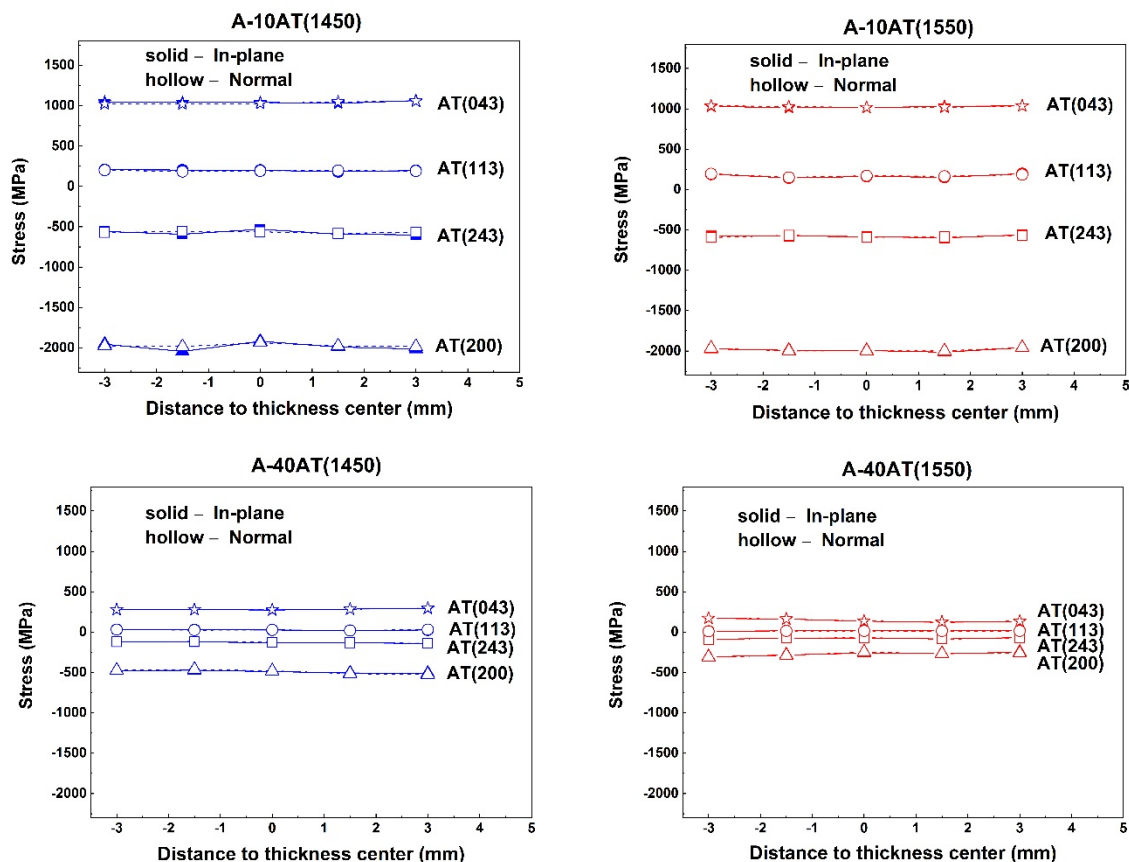 A-10AT(1450)
solid – In-plane
hollow – Normal
1500
1000
500
0
-500
-1000
-1500
-2000
Stress (MPa)
AT(043)
AT(113)
AT(243)
AT(200)
-3 -2 -1 0 1 2 3 4 5
Distance to thickness center (mm)
A-10AT(1550)
solid – In-plane
hollow – Normal
1500
1000
500
0
-500
-1000
-1500
-2000
Stress (MPa)
AT(043)
AT(113)
AT(243)
AT(200)
-3 -2 -1 0 1 2 3 4 5
Distance to thickness center (mm)
A-40AT(1450)
solid – In-plane
hollow – Normal
1500
1000
500
0
-500
-1000
-1500
-2000
Stress (MPa)
AT(043)
AT(113)
AT(243)
AT(200)
-3 -2 -1 0 1 2 3 4 5
Distance to thickness center (mm)
A-40AT(1550)
solid – In-plane
hollow – Normal
1500
1000
500
0
-500
-1000
-1500
-2000
Stress (MPa)
AT(043)
AT(113)
AT(243)
AT(200)
-3 -2 -1 0 1 2 3 4 5
Distance to thickness center (mm)